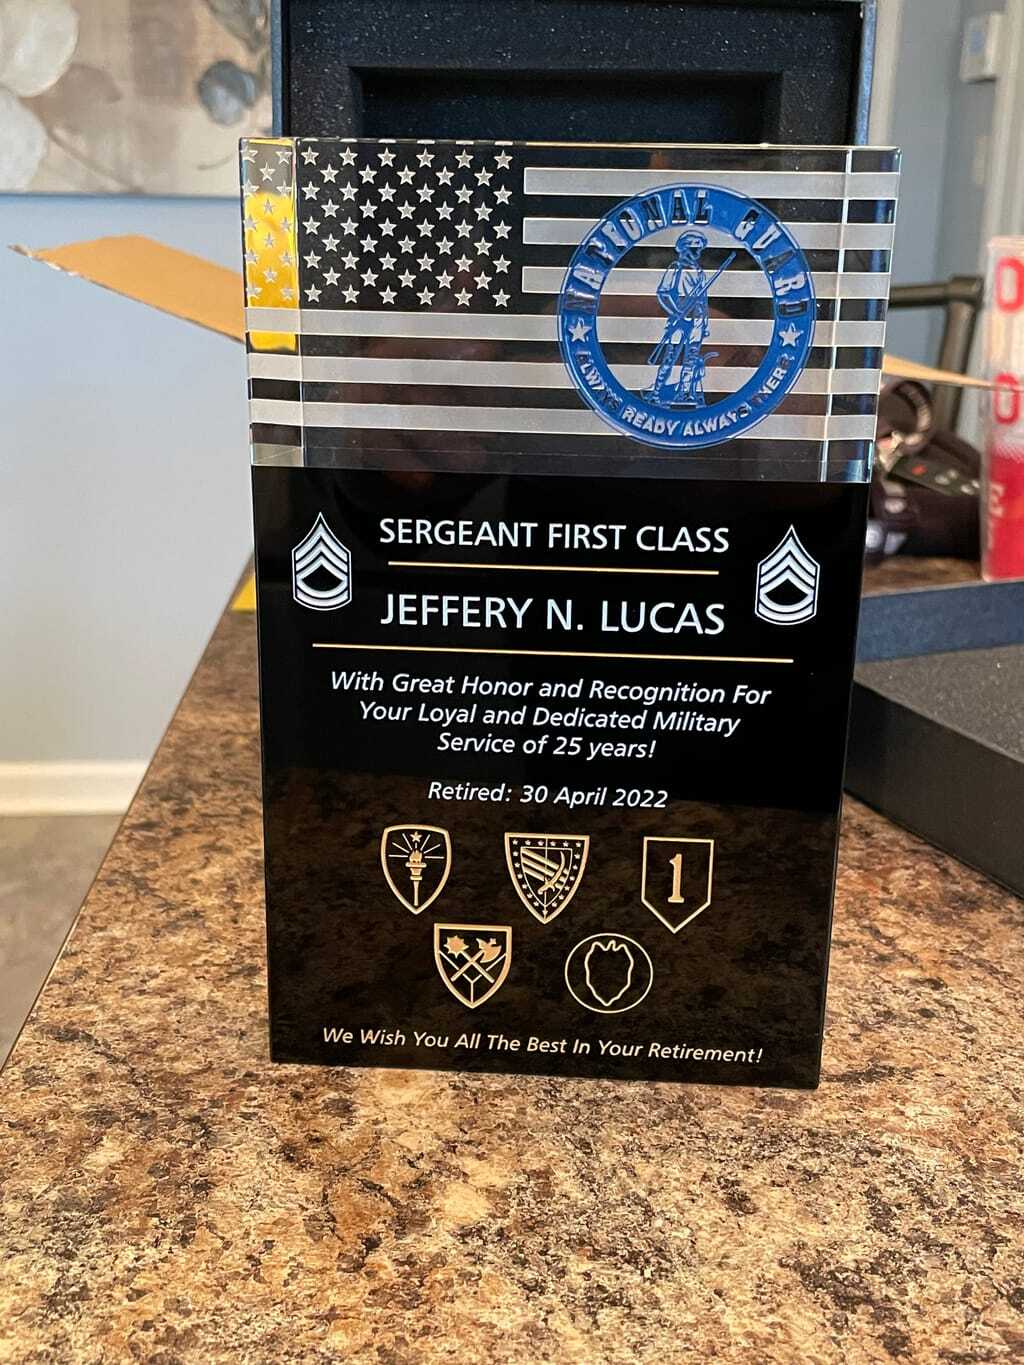 NATIONAL GUARD
ALWAYS READY ALWAYS THERE
SERGEANT FIRST CLASS
JEFFERY N. LUCAS
With Great Honor and Recognition For
Your Loyal and Dedicated Military
Service of 25 years!
Retired: 30 April 2022
1
We Wish You All The Best In Your Retirement!